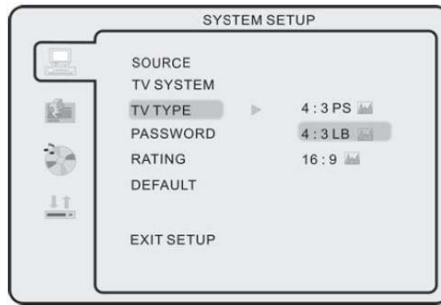 SYSTEM SETUP
SOURCE
TV SYSTEM
TV TYPE 4 : 3 PS
PASSWORD 4 : 3 LB
RATING 16 : 9
DEFAULT
EXIT SETUP